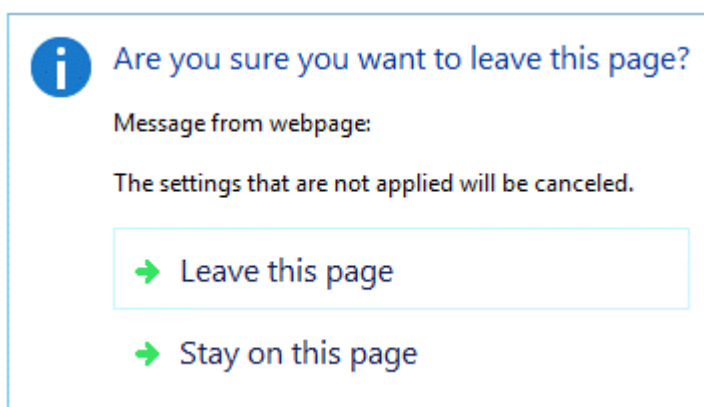 Are you sure you want to leave this page?
Message from webpage:
The settings that are not applied will be canceled.
Leave this page
Stay on this page